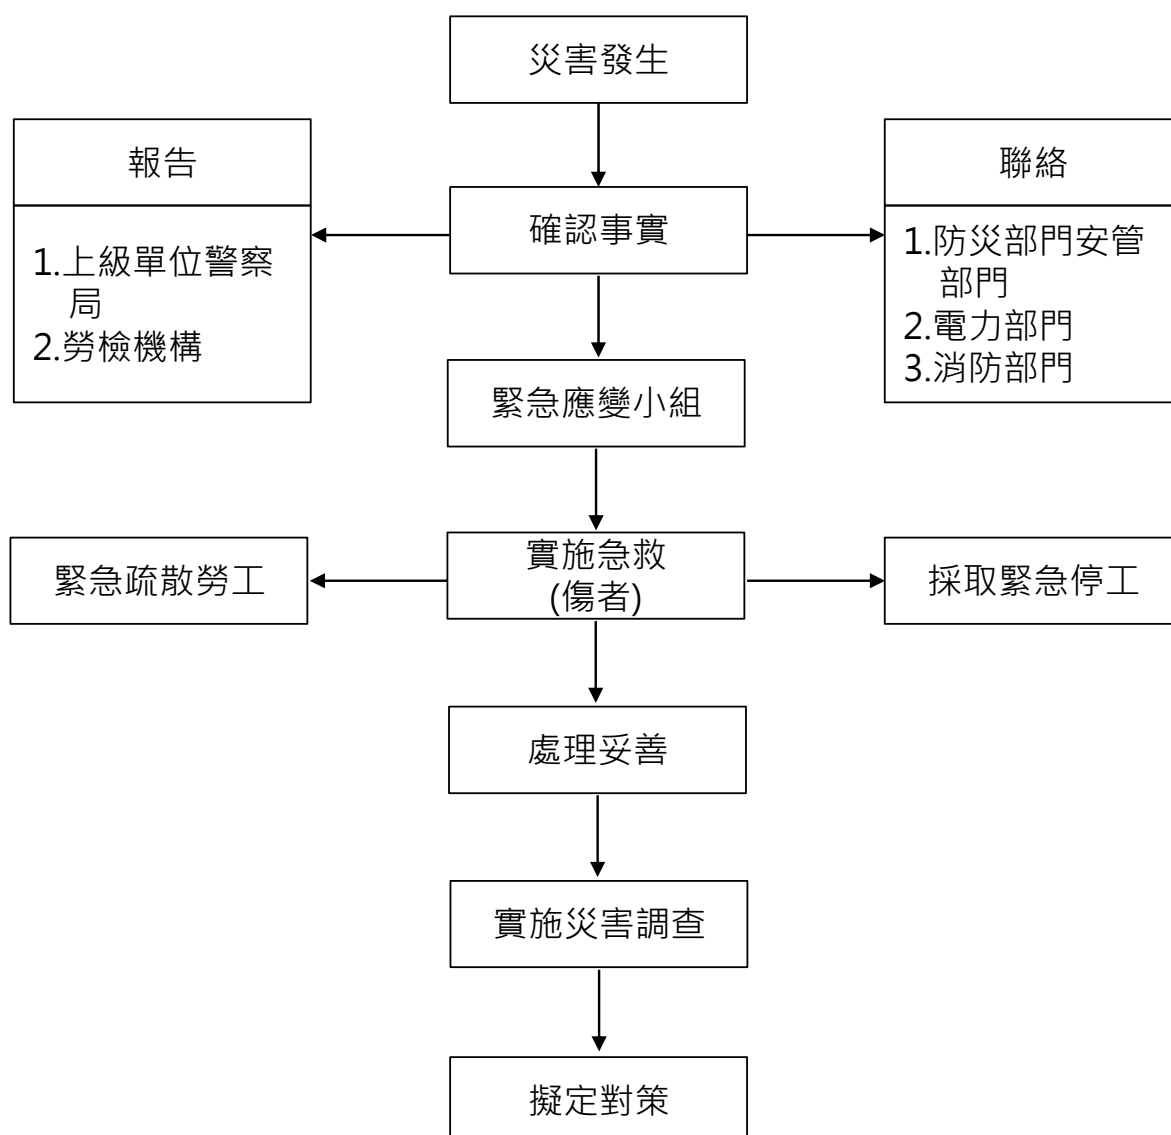 災害發生
報告
1.上級單位警察
局
2.勞檢機構
確認事實
聯絡
1.防災部門安管
部門
2.電力部門
3.消防部門
緊急應變小組
緊急疏散勞工
實施急救
(傷者)
採取緊急停工
處理妥善
實施災害調查
擬定對策